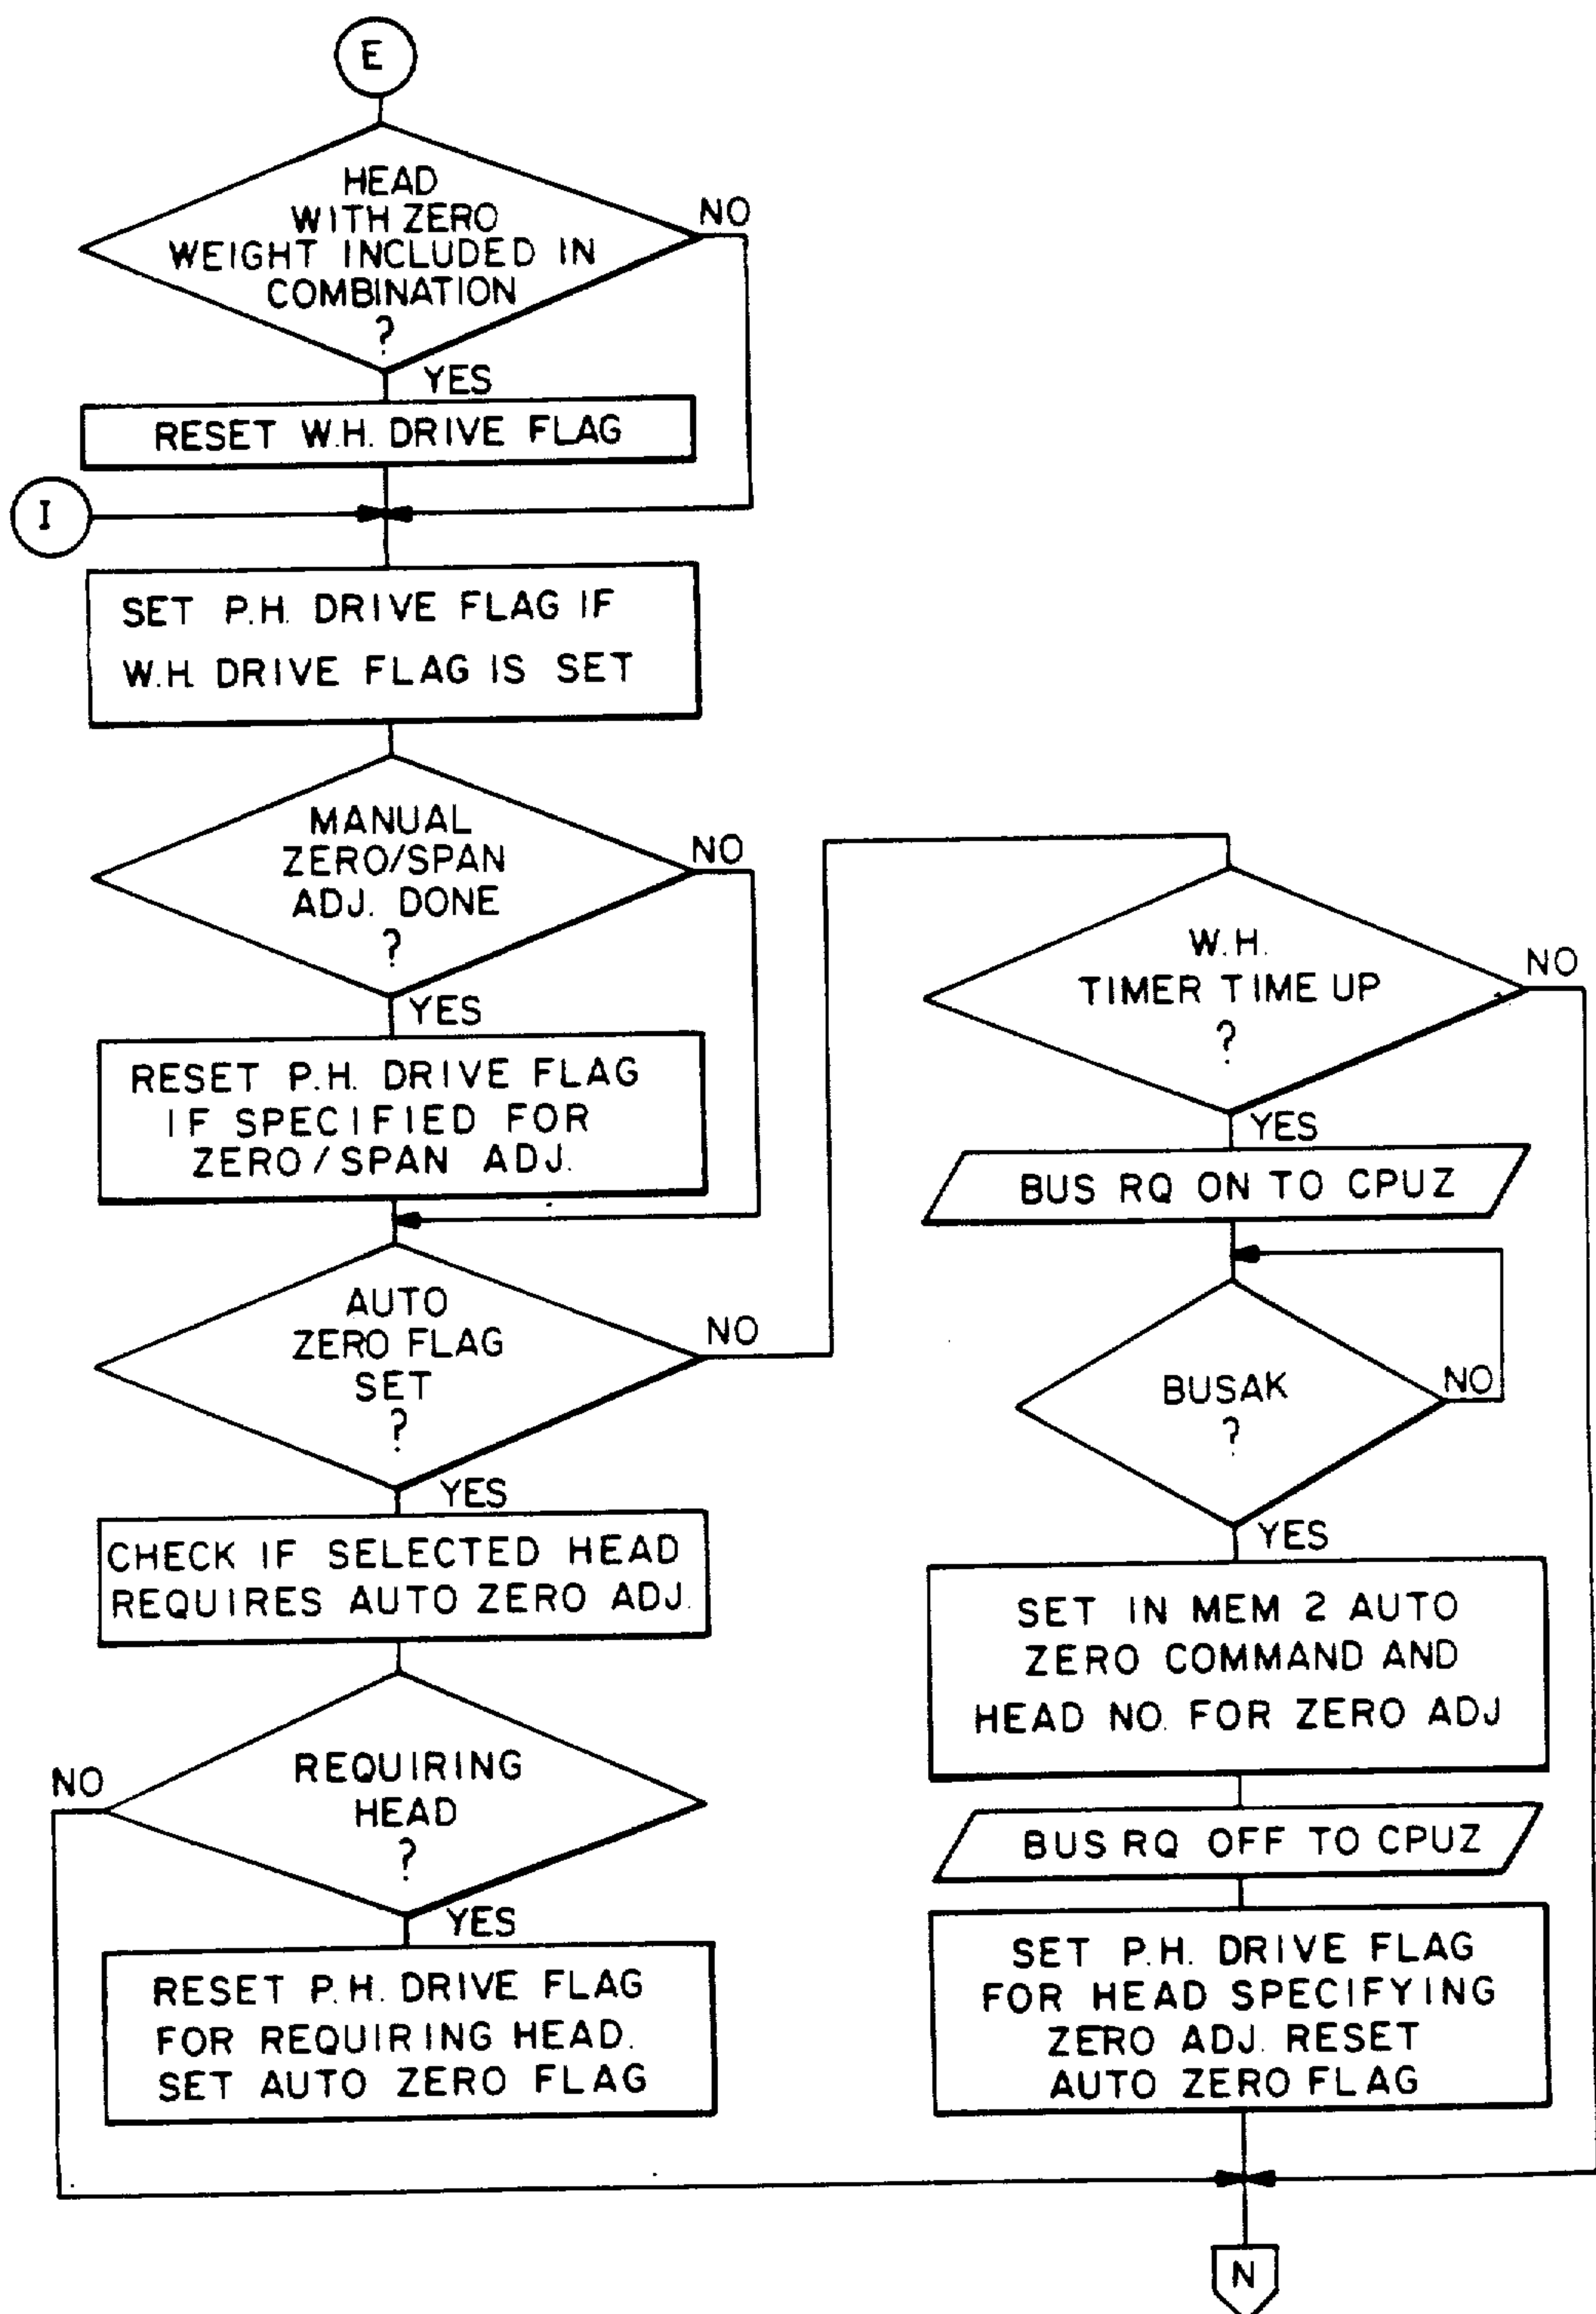 E
HEAD
WITH ZERO
WEIGHT INCLUDED IN
COMBINATION
?
NO
YES
RESET W.H. DRIVE FLAG
I
SET P.H. DRIVE FLAG IF
W.H. DRIVE FLAG IS SET
MANUAL
ZERO/SPAN
ADJ. DONE
?
NO
YES
RESET P.H. DRIVE FLAG
IF SPECIFIED FOR
ZERO/SPAN ADJ.
AUTO
ZERO FLAG
SET
?
NO
YES
CHECK IF SELECTED HEAD
REQUIRES AUTO ZERO ADJ.
REQUIRING
HEAD
?
NO
YES
RESET P.H. DRIVE FLAG
FOR REQUIRING HEAD.
SET AUTO ZERO FLAG
W.H.
TIMER TIME UP
?
NO
YES
BUS RQ ON TO CPUZ
BUSAK
?
NO
YES
SET IN MEM 2 AUTO
ZERO COMMAND AND
HEAD NO. FOR ZERO ADJ
BUS RQ OFF TO CPUZ
SET P.H. DRIVE FLAG
FOR HEAD SPECIFYING
ZERO ADJ. RESET
AUTO ZERO FLAG
N